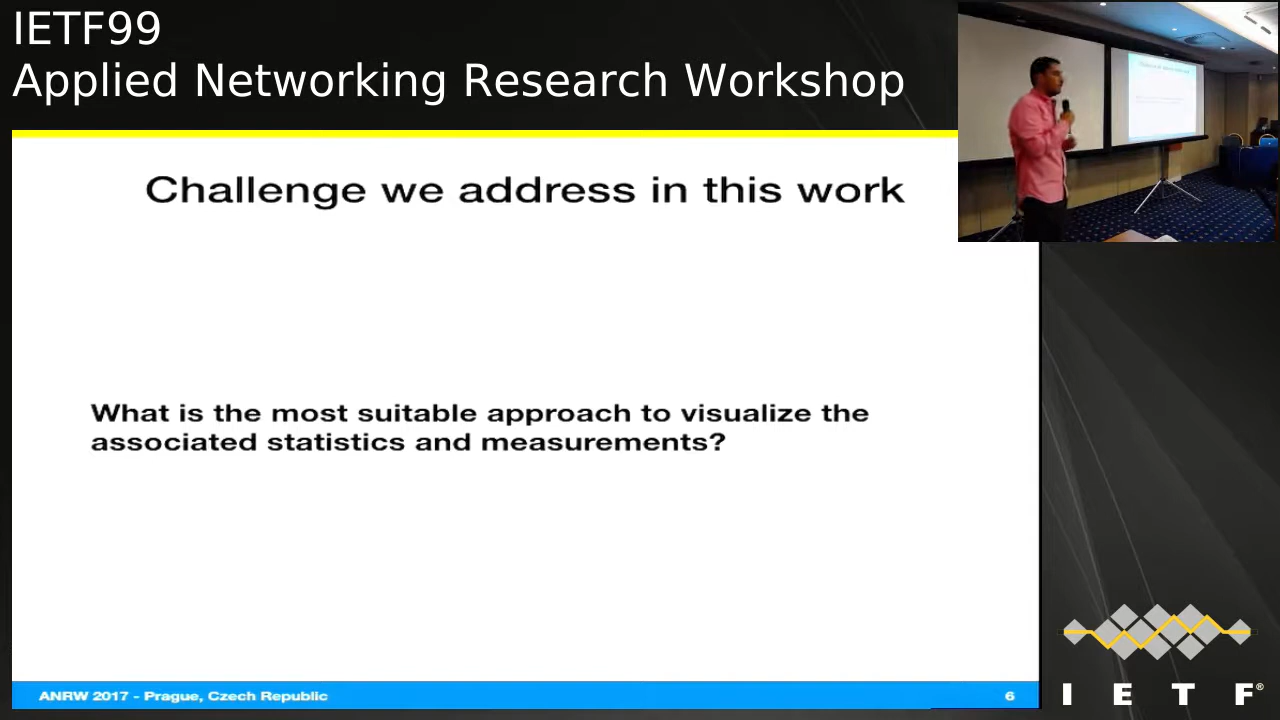 IETF99
Applied Networking Research Workshop
Challenge we address in this work
What is the most suitable approach to visualize the
associated statistics and measurements?
ANRW 2017 - Prague, Czech Republic
6
I E T F®